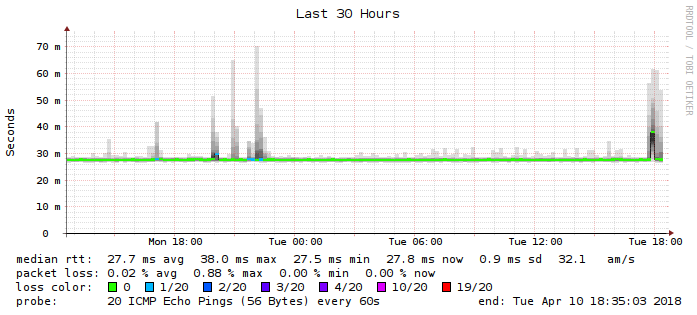 Last 30 Hours
RRDTOOL / TOBI OETIKER
Seconds
70 m
60 m
50 m
40 m
30 m
20 m
10 m
0
Mon 18:00 Tue 00:00 Tue 06:00 Tue 12:00 Tue 18:00
median rtt: 27.7 ms avg 38.0 ms max 27.5 ms min 27.8 ms now 0.9 ms sd 32.1 am/s
packet loss: 0.02 % avg 0.88 % max 0.00 % min 0.00 % now
loss color: 0 1/20 2/20 3/20 4/20 10/20 19/20
probe: 20 ICMP Echo Pings (56 Bytes) every 60s end: Tue Apr 10 18:35:03 2018